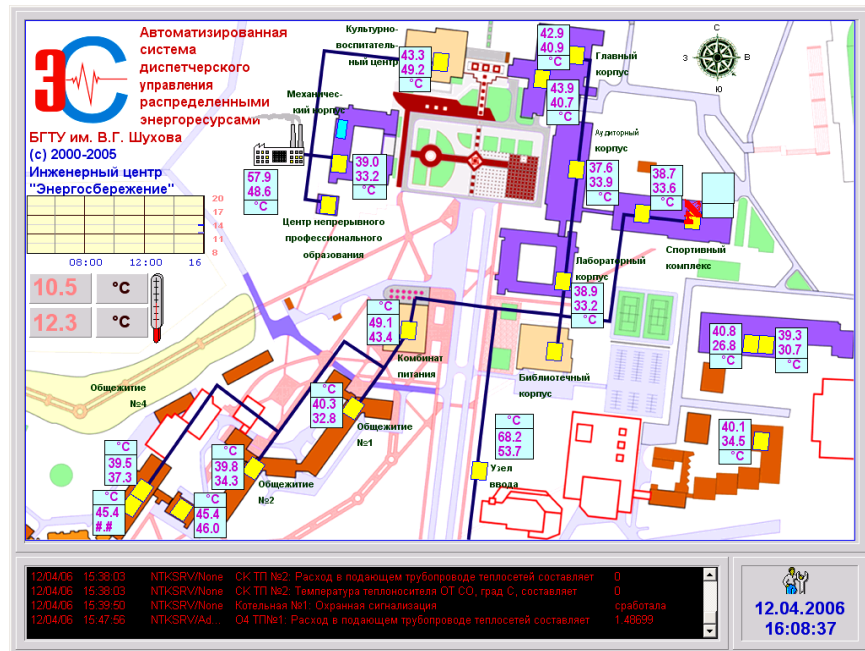 Автоматизированная
система
диспетчерского
управления
распределенными
энергоресурсами
ЭС
БГТУ им. В.Г. Шухова
(с) 2000-2005
Инженерный центр
"Энергосбережение"
20
17
14
11
8
08:00 12:00 16
10.5 °C
12.3 °C
Культурно-
воспитатель-
ный центр
43.3
49.2
°C
42.9
40.9
°C
Главный
корпус
43.9
40.7
°C
С
В
Ю
З
Механичес-
кий корпус
39.0
33.2
°C
57.9
48.6
°C
Центр непрерывного
профессионального
образования
Аудиторный
корпус
37.6
33.9
°C
38.7
33.6
°C
Спортивный
комплекс
Лабораторный
корпус
38.9
33.2
°C
°C
49.1
43.4
Комбинат
питания
Библиотечный
корпус
40.8
26.8
°C
39.3
30.7
°C
Общежитие
№4
°C
40.3
32.8
Общежитие
№1
°C
68.2
53.7
Узел
ввода
40.1
34.5
°C
°C
39.5
37.3
°C
45.4
#.#
°C
39.8
34.3
Общежитие
№2
°C
45.4
46.0
12/04/06 15:38:03 NTKSRV/None СК ТП №2: Расход в подающем трубопроводе теплосетей составляет 0
12/04/06 15:38:03 NTKSRV/None СК ТП №2: Температура теплоносителя ОТ СО, град С, составляет 0
12/04/06 15:39:50 NTKSRV/None Котельная №1: Охранная сигнализация сработала
12/04/06 15:47:56 NTKSRV/Ad... О4 ТП№1: Расход в подающем трубопроводе теплосетей составляет 1.48699
12.04.2006
16:08:37